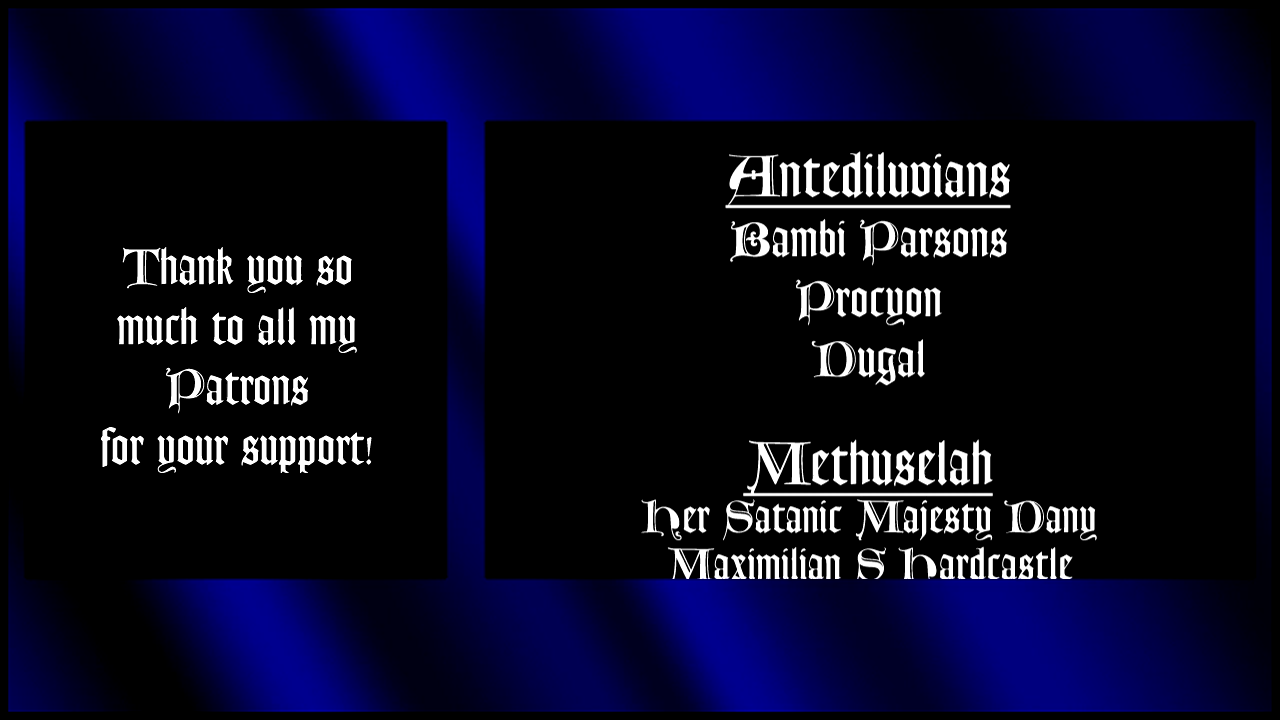 Thank you so
much to all my
Patrons
for your support!
Antediluvians
Bambi Parsons
Procyon
Dugal
Methuselah
Her Satanic Majesty Dany
Maximilian S Hardcastle